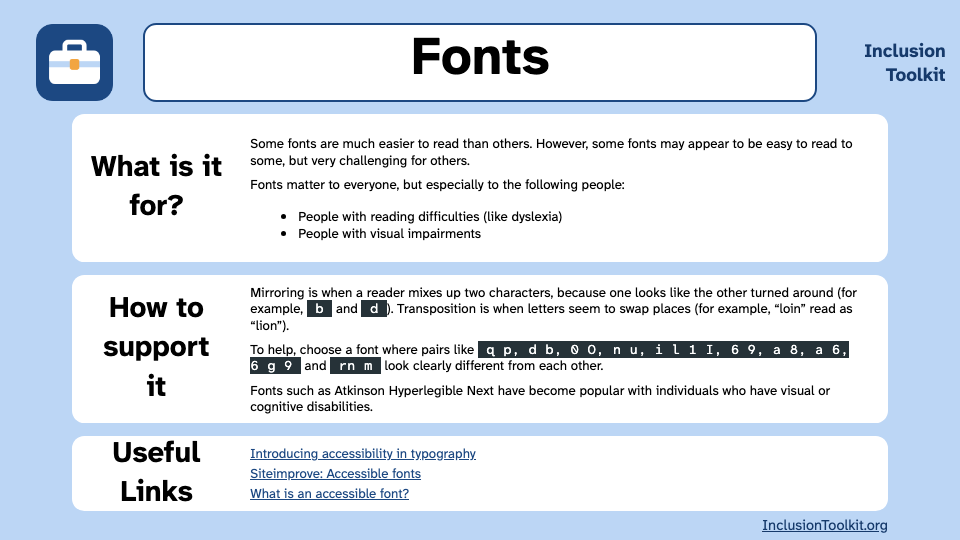 Fonts
Inclusion
Toolkit
What is it
for?
Some fonts are much easier to read than others. However, some fonts may appear to be easy to read to
some, but very challenging for others.
Fonts matter to everyone, but especially to the following people:
● People with reading difficulties (like dyslexia)
● People with visual impairments
How to
support
it
Mirroring is when a reader mixes up two characters, because one looks like the other turned around (for
example, b and d ). Transposition is when letters seem to swap places (for example, “loin” read as
“lion”).
To help, choose a font where pairs like q p, d b, 0 O, n u, i l 1 I, 6 9, a 8, a 6,
6 g 9 and rn m look clearly different from each other.
Fonts such as Atkinson Hyperlegible Next have become popular with individuals who have visual or
cognitive disabilities.
Useful
Links
Introducing accessibility in typography
Siteimprove: Accessible fonts
What is an accessible font?
InclusionToolkit.org